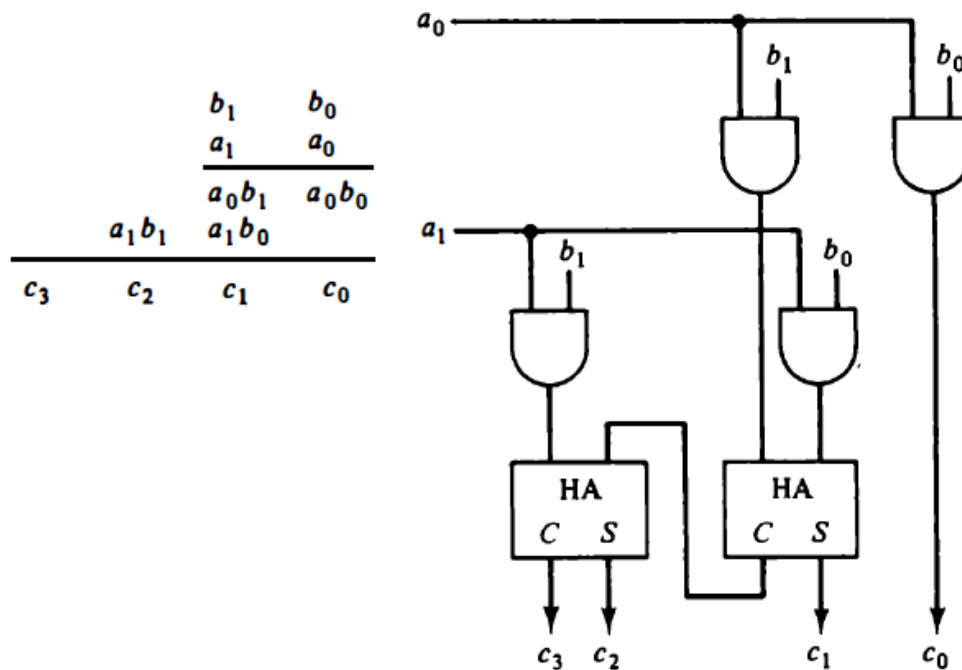 b₁ b₀
a₁ a₀
a₀b₁ a₀b₀
a₁b₁ a₁b₀
c₃ c₂ c₁ c₀
a₀
b₁ b₀
a₁
b₁ b₀
HA HA
C S C S
c₃ c₂ c₁ c₀